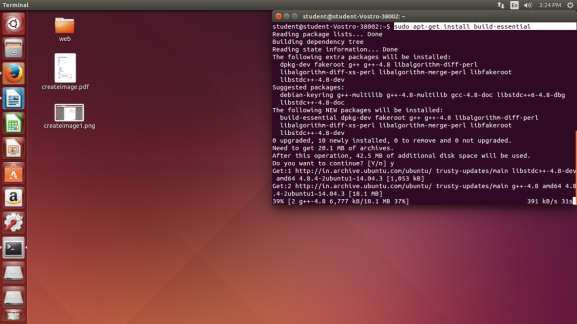 Terminal
En
3:24 PM
web
createimage.pdf
createimage1.png
student@student-Vostro-38002: ~
student@student-Vostro-38002:~$ sudo apt-get install build-essential
Reading package lists... Done
Building dependency tree
Reading state information... Done
The following extra packages will be installed:
dpkg-dev fakeroot g++ g++-4.8 libalgorithm-diff-perl
libalgorithm-diff-xs-perl libalgorithm-merge-perl libfakeroot
libstdc++-4.8-dev
Suggested packages:
debian-keyring g++-multilib g++-4.8-multilib gcc-4.8-doc libstdc++6-4.8-dbg
libstdc++-4.8-doc
The following NEW packages will be installed:
build-essential dpkg-dev fakeroot g++ g++-4.8 libalgorithm-diff-perl
libalgorithm-diff-xs-perl libalgorithm-merge-perl libfakeroot
libstdc++-4.8-dev
0 upgraded, 10 newly installed, 0 to remove and 0 not upgraded.
Need to get 20.1 MB of archives.
After this operation, 42.5 MB of additional disk space will be used.
Do you want to continue? [Y/n] y
Get:1 http://in.archive.ubuntu.com/ubuntu/ trusty-updates/main libstdc++-4.8-dev
amd64 4.8.4-2ubuntu1~14.04.3 [1,053 kB]
Get:2 http://in.archive.ubuntu.com/ubuntu/ trusty-updates/main g++-4.8 amd64 4.8
.4-2ubuntu1~14.04.3 [18.1 MB]
39% [2 g++-4.8 6,777 kB/18.1 MB 37%] 391 kB/s 31s